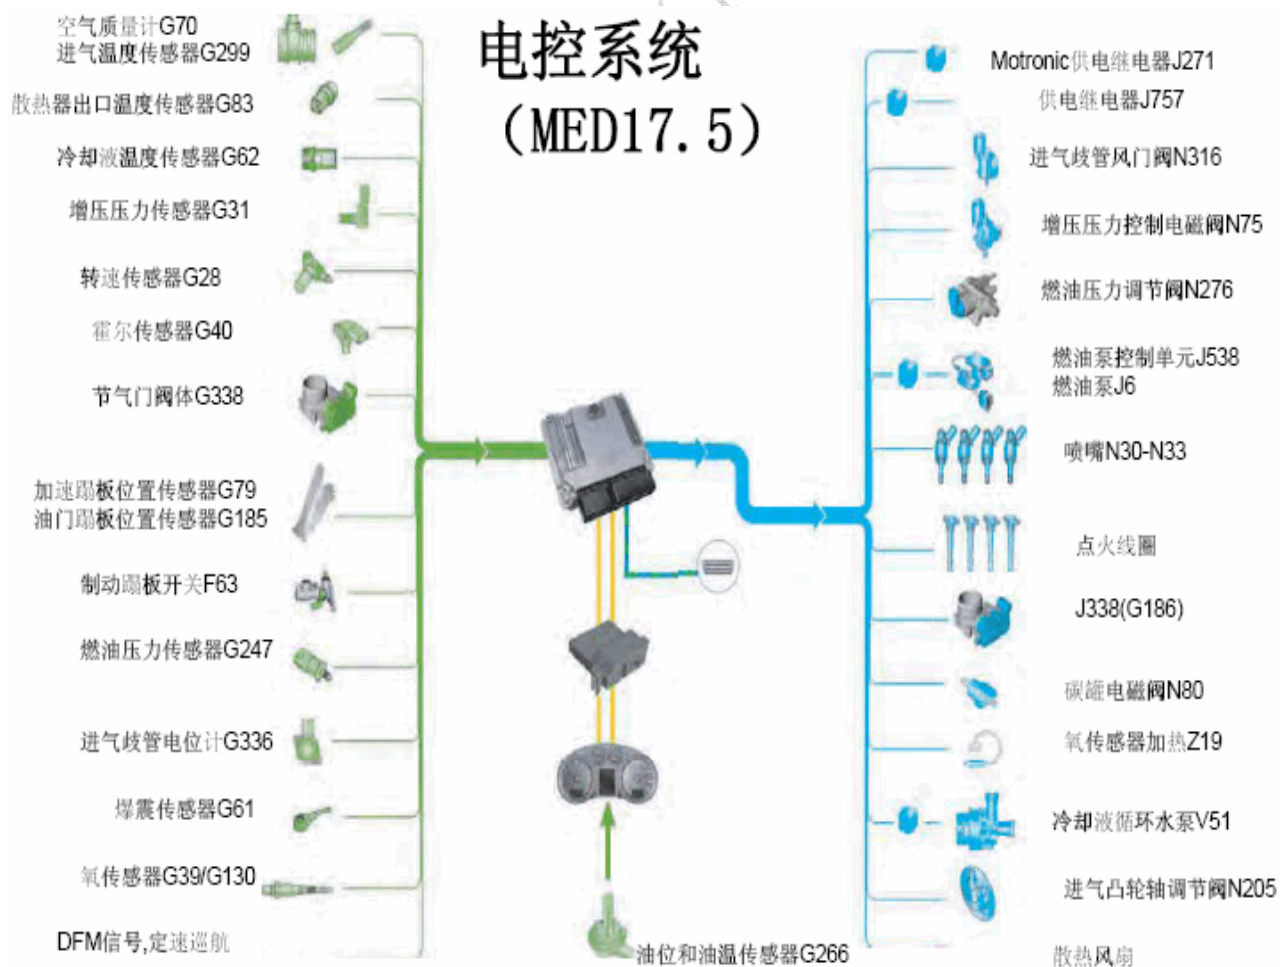 电控系统
（MED17.5）
空气质量计G70
进气温度传感器G299
散热器出口温度传感器G83
冷却液温度传感器G62
增压压力传感器G31
转速传感器G28
霍尔传感器G40
节气门阀体G338
加速蹋板位置传感器G79
油门蹋板位置传感器G185
制动蹋板开关F63
燃油压力传感器G247
进气歧管电位计G336
爆震传感器G61
氧传感器G39/G130
DFM信号,定速巡航
油位和油温传感器G266
Motronic供电继电器J271
供电继电器J757
进气歧管风门阀N316
增压压力控制电磁阀N75
燃油压力调节阀N276
燃油泵控制单元J538
燃油泵J6
喷嘴N30-N33
点火线圈
J338(G186)
碳罐电磁阀N80
氧传感器加热Z19
冷却液循环水泵V51
进气凸轮轴调节阀N205
散热风扇